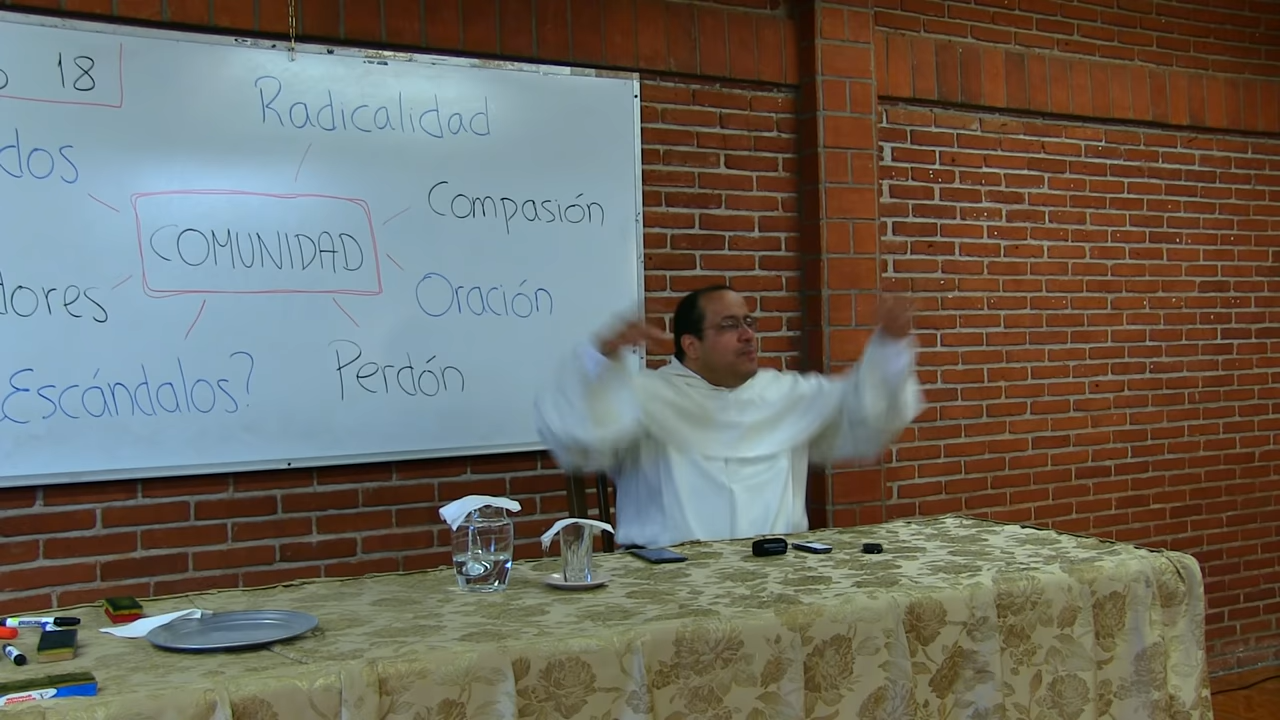 18
Radicalidad
dos
Compasión
COMUNIDAD
dores
Oración
¿Escándalos?
Perdón